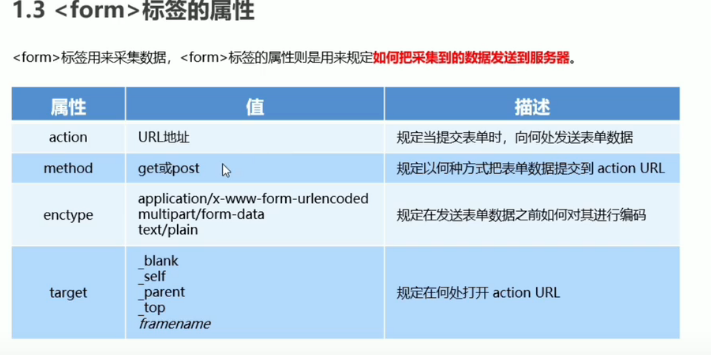 1.3 <form>标签的属性
<form>标签用来采集数据，<form>标签的属性则是用来规定如何把采集到的数据发送到服务器。
属性 值 描述
action URL地址 规定当提交表单时，向何处发送表单数据
method get或post 规定以何种方式把表单数据提交到 action URL
enctype application/x-www-form-urlencoded
multipart/form-data
text/plain 规定在发送表单数据之前如何对其进行编码
target _blank
_self
_parent
_top
framename 规定在何处打开 action URL